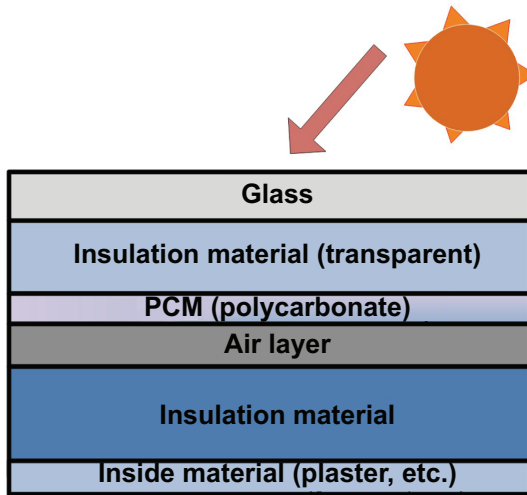 Glass
Insulation material (transparent)
PCM (polycarbonate)
Air layer
Insulation material
Inside material (plaster, etc.)